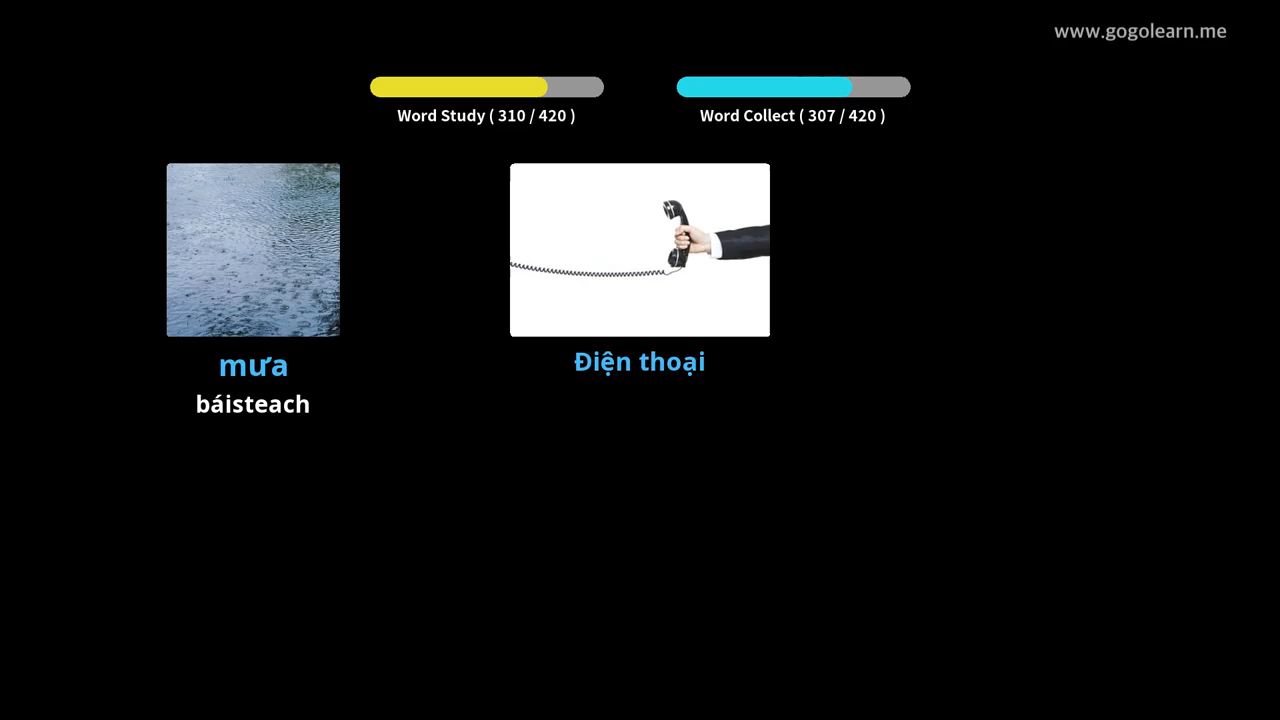 www.gogolearn.me
Word Study ( 310 / 420 )
Word Collect ( 307 / 420 )
mưa
báisteach
Điện thoại